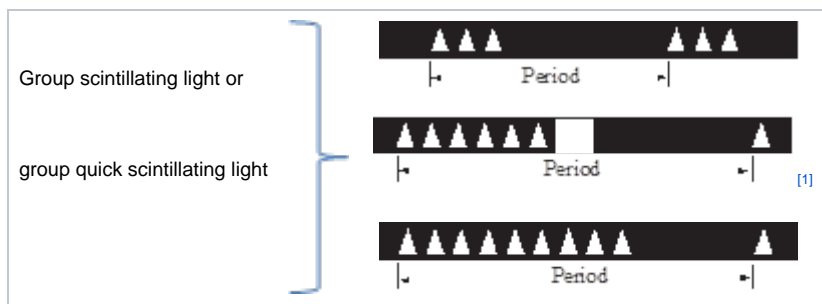 Group scintillating light or
Period
group quick scintillating light
Period
[1]
Period